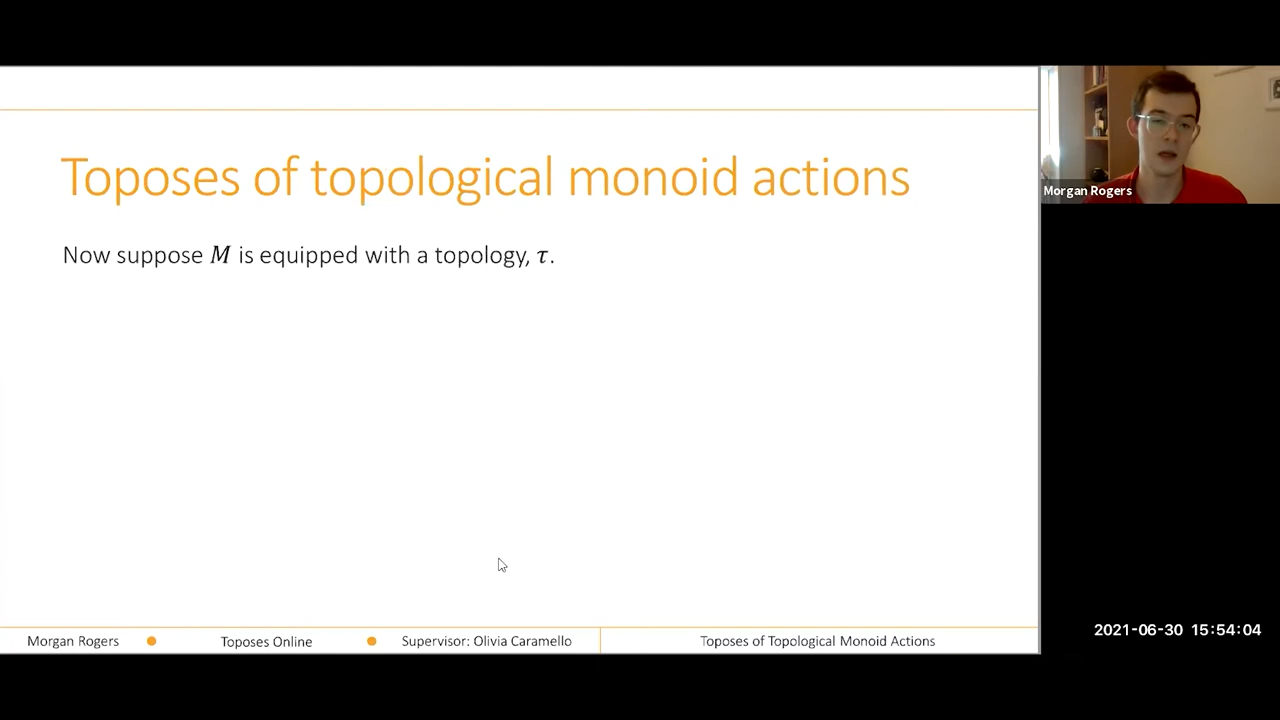 Toposes of topological monoid actions
Now suppose 𝑀 is equipped with a topology, 𝜏.
Morgan Rogers
Morgan Rogers
Toposes Online
Supervisor: Olivia Caramello
Toposes of Topological Monoid Actions
2021-06-30 15:54:04